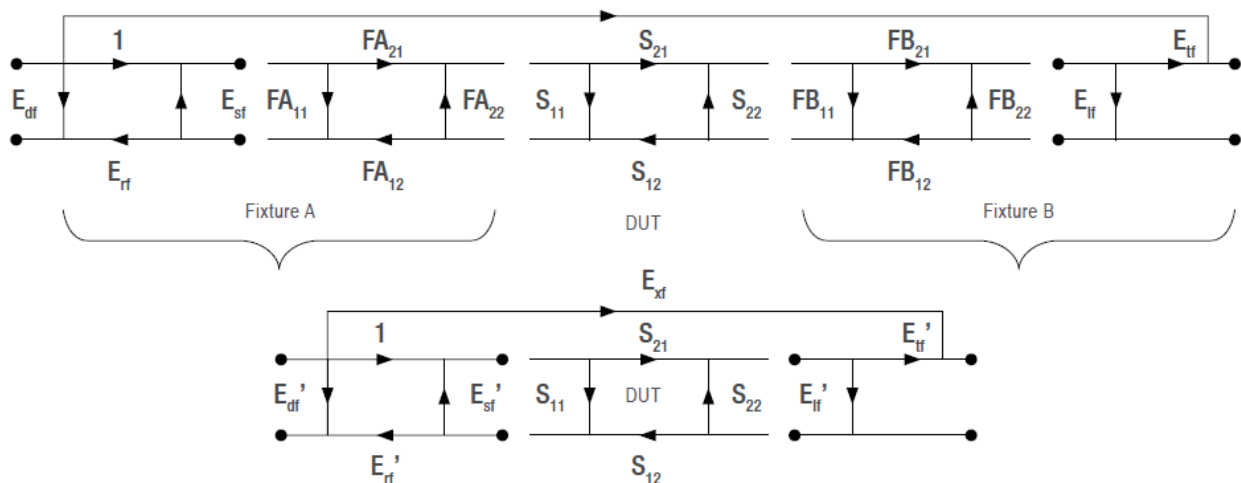 1 FA21 S21 FB21 Etf
Edf Esf FA11 FA22 S11 S22 FB11 FB22 Elf
Erf FA12 S12 FB12
Fixture A DUT Fixture B
Exf
1 S21 Etf’
Edf’ Esf’ S11 DUT S22 Elf’
Erf’ S12